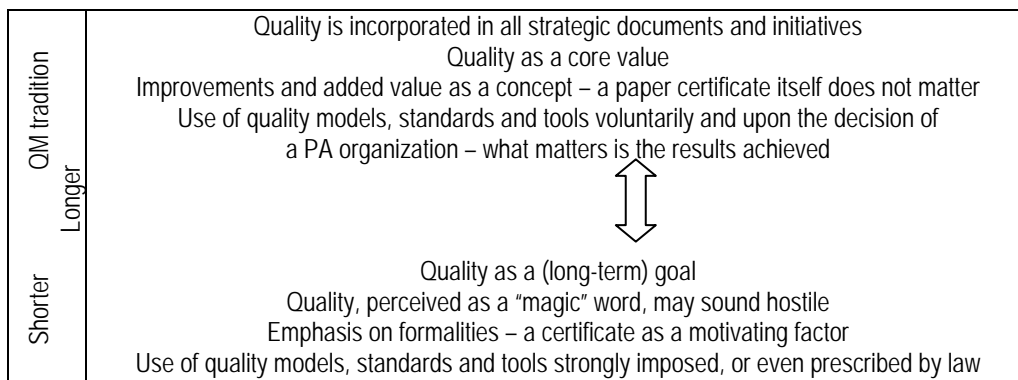 QM tradition
Longer
Shorter
Quality is incorporated in all strategic documents and initiatives
Quality as a core value
Improvements and added value as a concept – a paper certificate itself does not matter
Use of quality models, standards and tools voluntarily and upon the decision of
a PA organization – what matters is the results achieved
Quality as a (long-term) goal
Quality, perceived as a “magic” word, may sound hostile
Emphasis on formalities – a certificate as a motivating factor
Use of quality models, standards and tools strongly imposed, or even prescribed by law